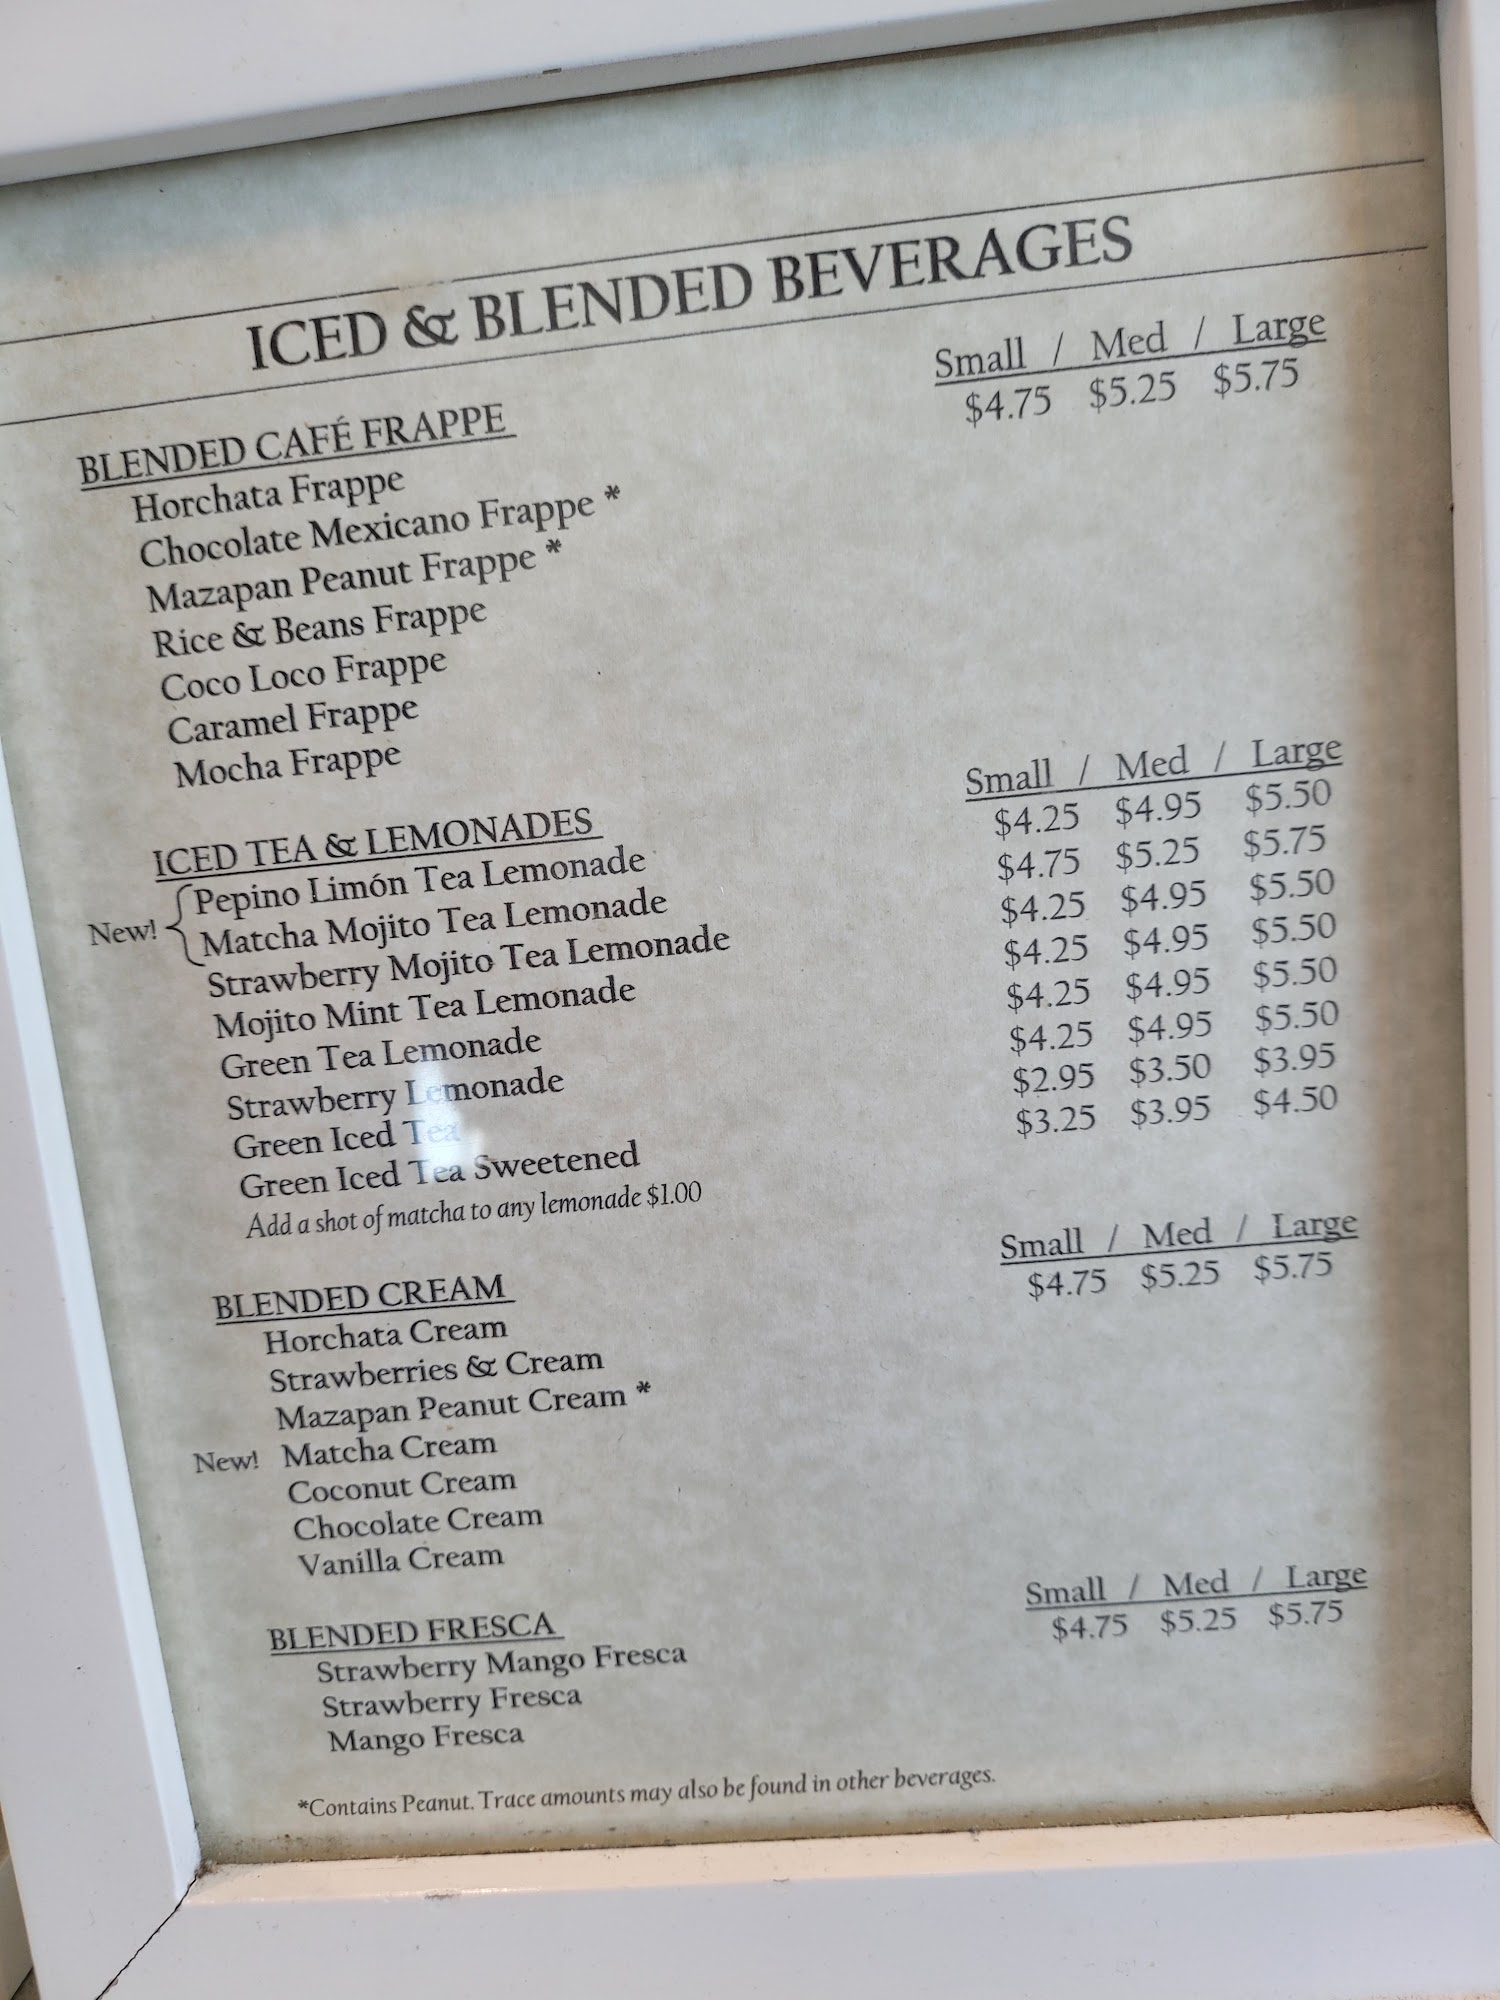 ICED & BLENDED BEVERAGES
Small / Med / Large
BLENDED CAFÉ FRAPPE $4.75 $5.25 $5.75
Horchata Frappe
Chocolate Mexicano Frappe *
Mazapan Peanut Frappe *
Rice & Beans Frappe
Coco Loco Frappe
Caramel Frappe
Mocha Frappe
ICED TEA & LEMONADES Small / Med / Large
New! Pepino Limón Tea Lemonade $4.25 $4.95 $5.50
Matcha Mojito Tea Lemonade $4.75 $5.25 $5.75
Strawberry Mojito Tea Lemonade $4.25 $4.95 $5.50
Mojito Mint Tea Lemonade $4.25 $4.95 $5.50
Green Tea Lemonade $4.25 $4.95 $5.50
Strawberry Lemonade $4.25 $4.95 $5.50
Green Iced Tea $2.95 $3.50 $3.95
Green Iced Tea Sweetened $3.25 $3.95 $4.50
Add a shot of matcha to any lemonade $1.00
Small / Med / Large
BLENDED CREAM $4.75 $5.25 $5.75
Horchata Cream
Strawberries & Cream
Mazapan Peanut Cream *
New! Matcha Cream
Coconut Cream
Chocolate Cream
Vanilla Cream
Small / Med / Large
BLENDED FRESCA $4.75 $5.25 $5.75
Strawberry Mango Fresca
Strawberry Fresca
Mango Fresca
*Contains Peanut. Trace amounts may also be found in other beverages.